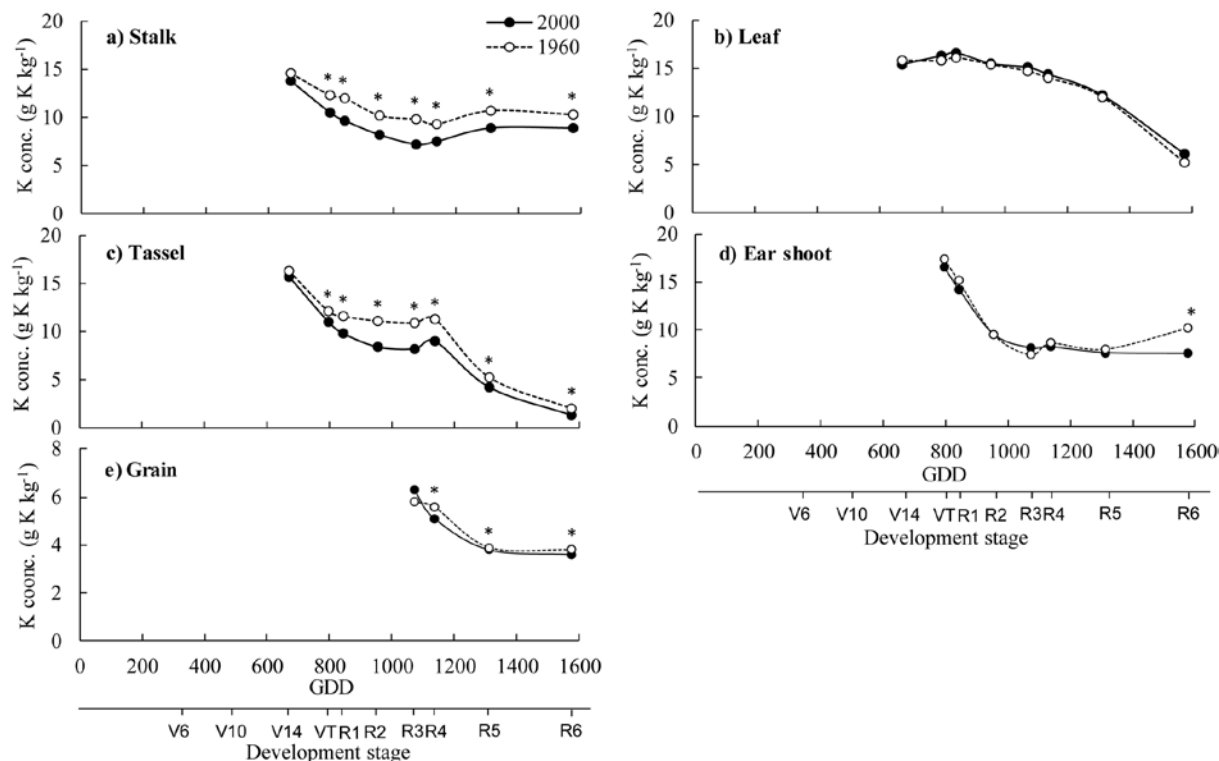 a) Stalk
2000
1960
K conc. (g K kg-1)
20
15
10
5
0
* * * * * * *
b) Leaf
K conc. (g K kg-1)
20
15
10
5
0
c) Tassel
K conc. (g K kg-1)
20
15
10
5
0
* * * * * * *
d) Ear shoot
K conc. (g K kg-1)
20
15
10
5
0
*
0 200 400 600 800 1000 1200 1400 1600
GDD
V6 V10 V14 VT R1 R2 R3 R4 R5 R6
Development stage
e) Grain
K coonc. (g K kg-1)
8
6
4
2
0
* * *
0 200 400 600 800 1000 1200 1400 1600
GDD
V6 V10 V14 VT R1 R2 R3 R4 R5 R6
Development stage